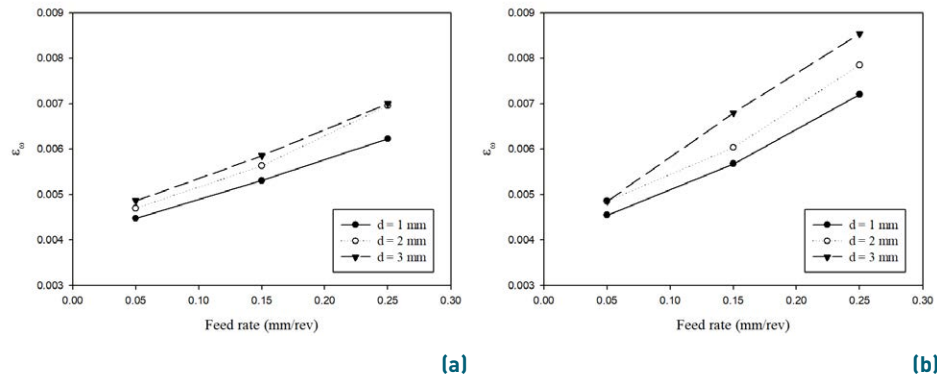 0.009
0.008
0.007
0.006
0.005
0.004
0.003
εω
0.00 0.05 0.10 0.15 0.20 0.25 0.30
Feed rate (mm/rev)
d = 1 mm
d = 2 mm
d = 3 mm
(a)
0.009
0.008
0.007
0.006
0.005
0.004
0.003
εω
0.00 0.05 0.10 0.15 0.20 0.25 0.30
Feed rate (mm/rev)
d = 1 mm
d = 2 mm
d = 3 mm
(b)